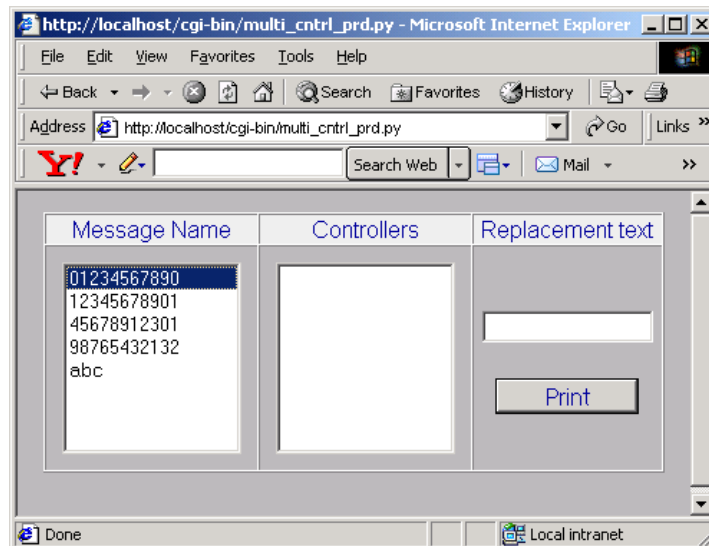 http://localhost/cgi-bin/multi_cntrl_prd.py - Microsoft Internet Explorer
File Edit View Favorites Tools Help
Back Search Favorites History
Address http://localhost/cgi-bin/multi_cntrl_prd.py Go Links »
Y! Search Web Mail »
Message Name Controllers Replacement text
01234567890
12345678901
45678912301
98765432132
abc
Print
Done Local intranet